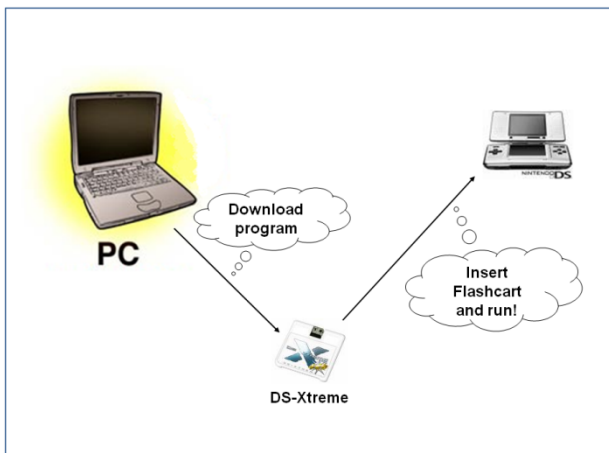 PC
Download
program
NINTENDO DS
Insert
Flashcart
and run!
X
DS-Xtreme